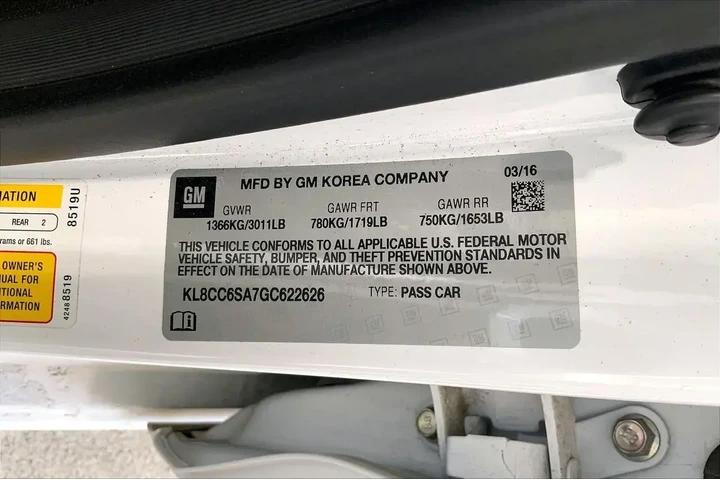 MATION
REAR 2
rams or 661 lbs.
OWNER'S
UAL FOR
ITIONAL
RMATION
8519U
4248 8519
GM
MFD BY GM KOREA COMPANY
03/16
GVWR
GAWR FRT
GAWR RR
1366KG/3011LB
780KG/1719LB
750KG/1653LB
THIS VEHICLE CONFORMS TO ALL APPLICABLE U.S. FEDERAL MOTOR
VEHICLE SAFETY, BUMPER, AND THEFT PREVENTION STANDARDS IN
EFFECT ON THE DATE OF MANUFACTURE SHOWN ABOVE.
KL8CC6SA7GC622626
TYPE: PASS CAR